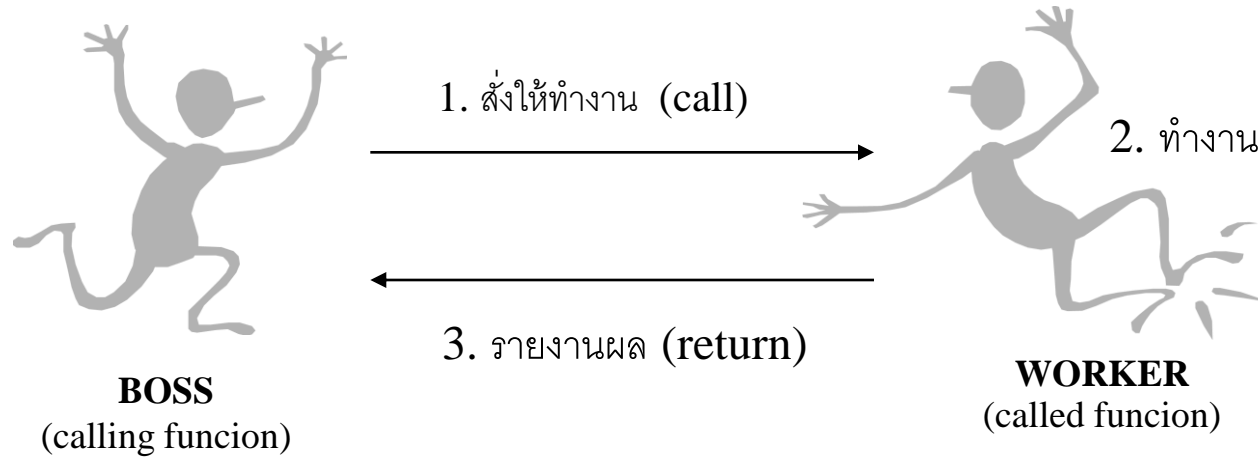 1. สั่งให้ทำงาน (call)
2. ทำงาน
3. รายงานผล (return)
BOSS
(calling funcion)
WORKER
(called funcion)